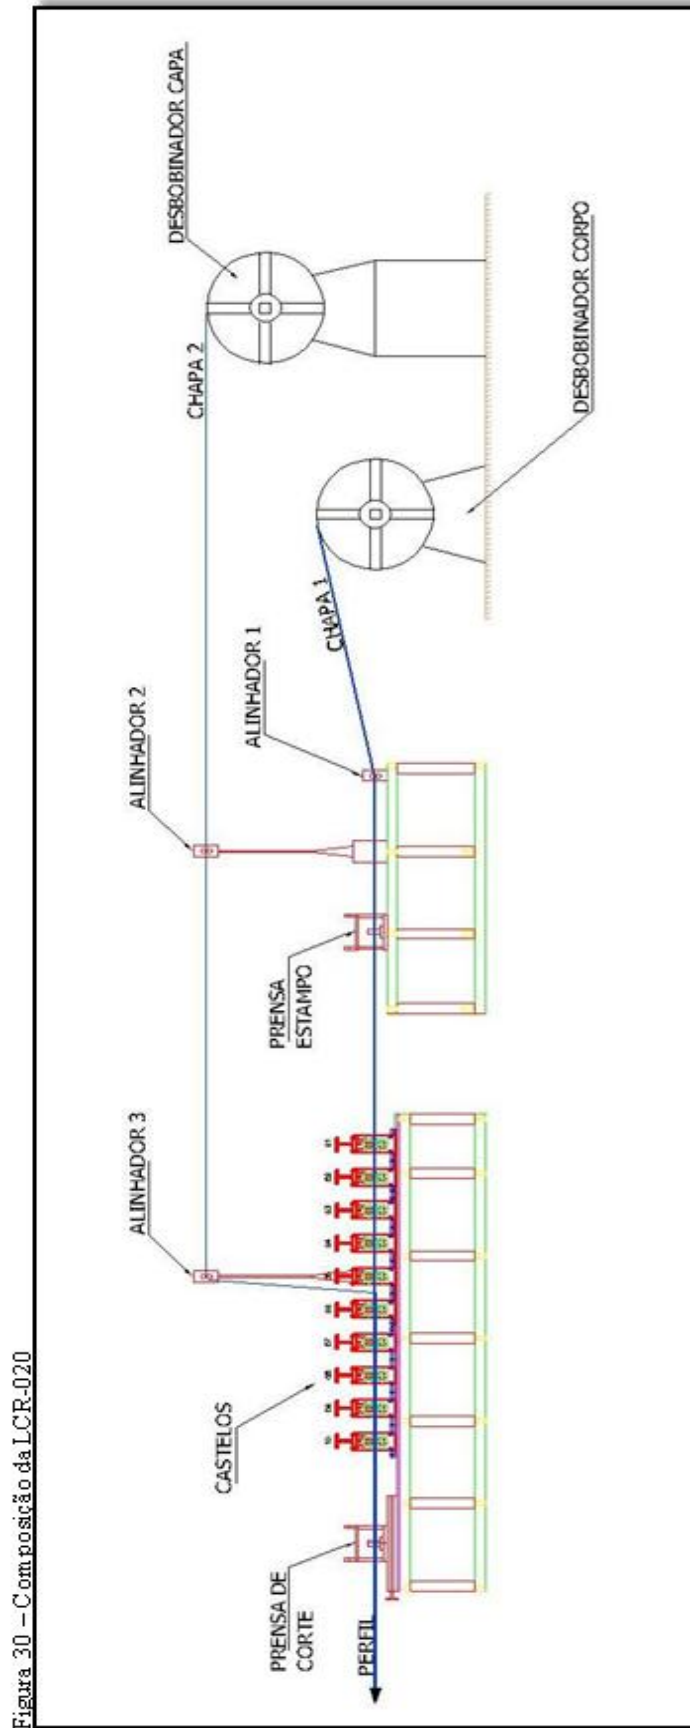 Figura 30 – Composição da LCR-020
DESBOBINADOR CAPA
CHAPA 2
DESBOBINADOR CORPO
CHAPA 1
ALINHADOR 1
ALINHADOR 2
PRENSA
ESTAMPO
ALINHADOR 3
CASTELOS
PRENSA DE
CORTE
PERFIL